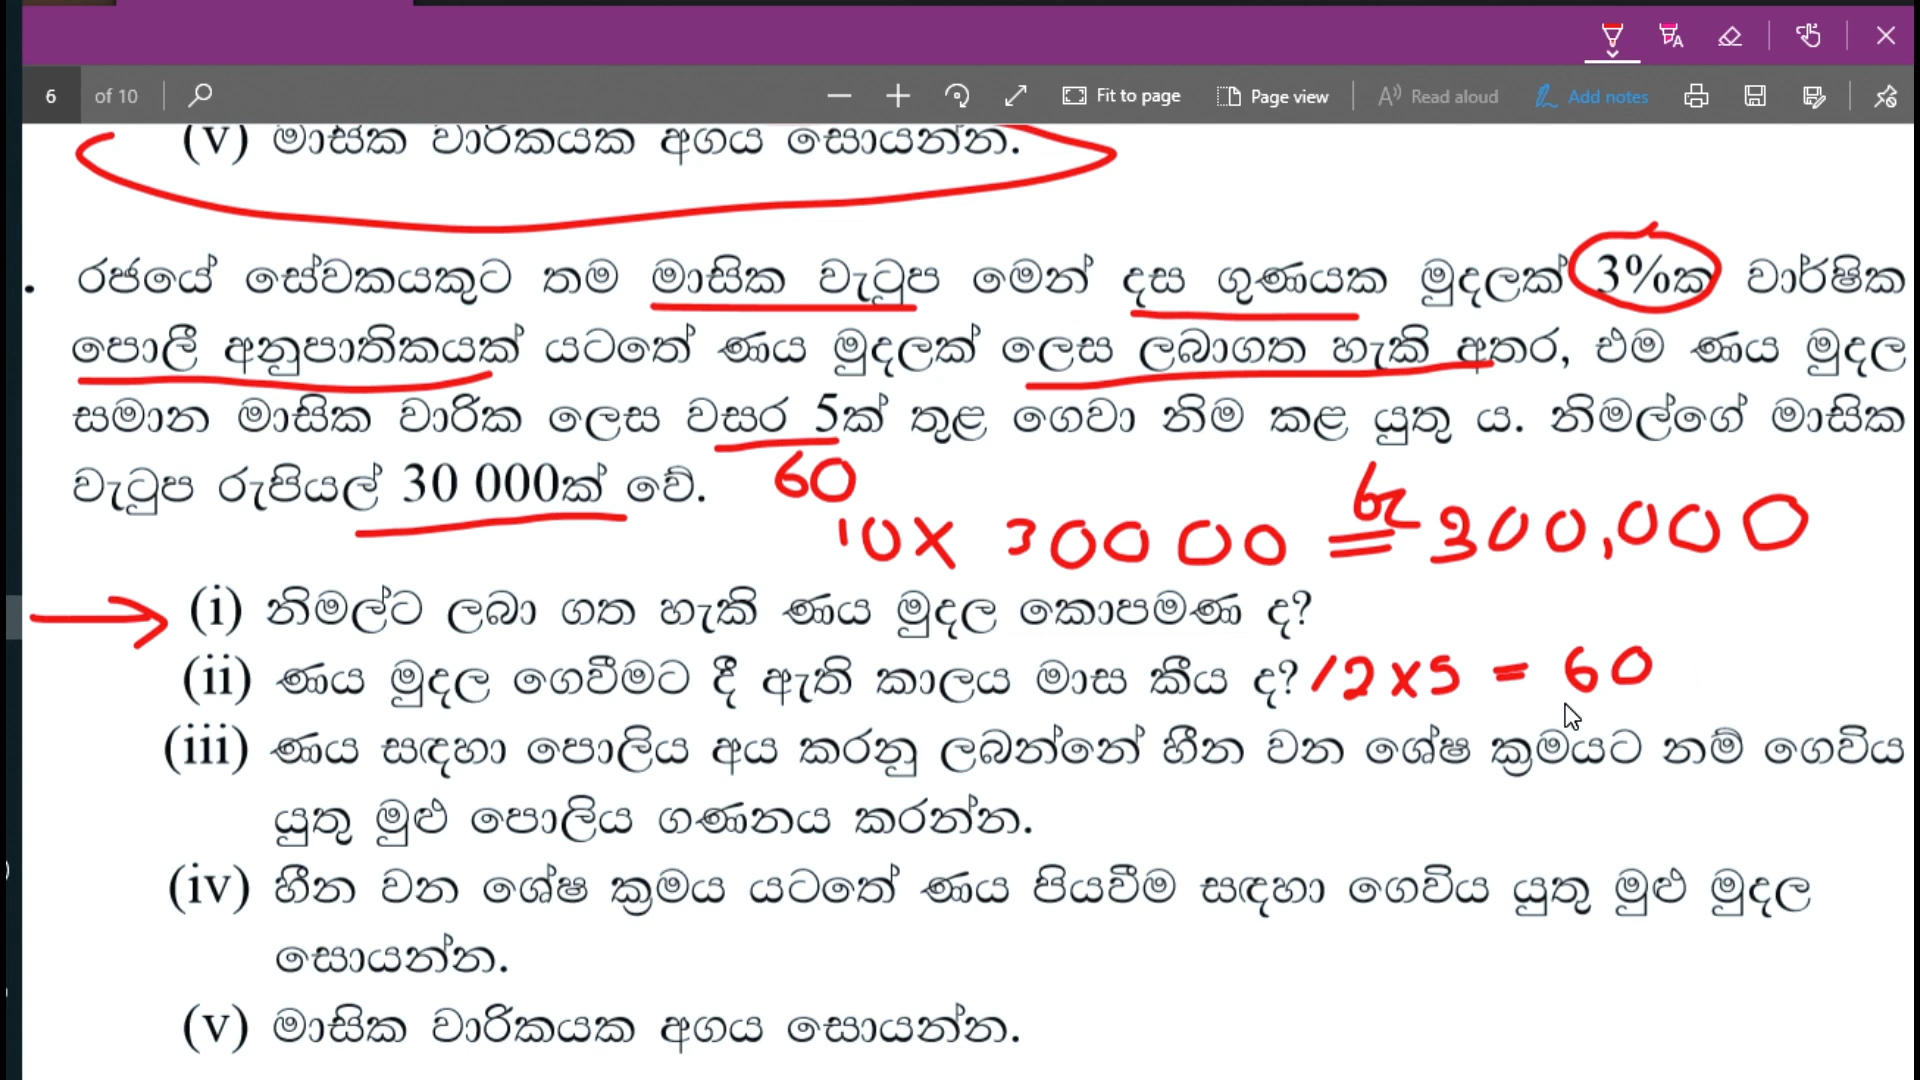 6 of 10 Fit to page Page view Read aloud Add notes
(v) මාසික වාරිකයක අගය සොයන්න.
. රජයේ සේවකයකුට තම මාසික වැටුප මෙන් දස ගුණයක මුදලක් 3%ක වාර්ෂික
පොලී අනුපාතිකයක් යටතේ ණය මුදලක් ලෙස ලබාගත හැකි අතර, එම ණය මුදල
සමාන මාසික වාරික ලෙස වසර 5ක් තුළ ගෙවා නිම කළ යුතු ය. නිමල්ගේ මාසික
වැටුප රුපියල් 30 000ක් වේ. 60
10 x 30000 = රු 300,000
(i) නිමල්ට ලබා ගත හැකි ණය මුදල කොපමණ ද?
(ii) ණය මුදල ගෙවීමට දී ඇති කාලය මාස කීය ද? 12 x 5 = 60
(iii) ණය සඳහා පොලිය අය කරනු ලබන්නේ හීන වන ශේෂ ක්‍රමයට නම් ගෙවිය
යුතු මුළු පොලිය ගණනය කරන්න.
(iv) හීන වන ශේෂ ක්‍රමය යටතේ ණය පියවීම සඳහා ගෙවිය යුතු මුළු මුදල
සොයන්න.
(v) මාසික වාරිකයක අගය සොයන්න.